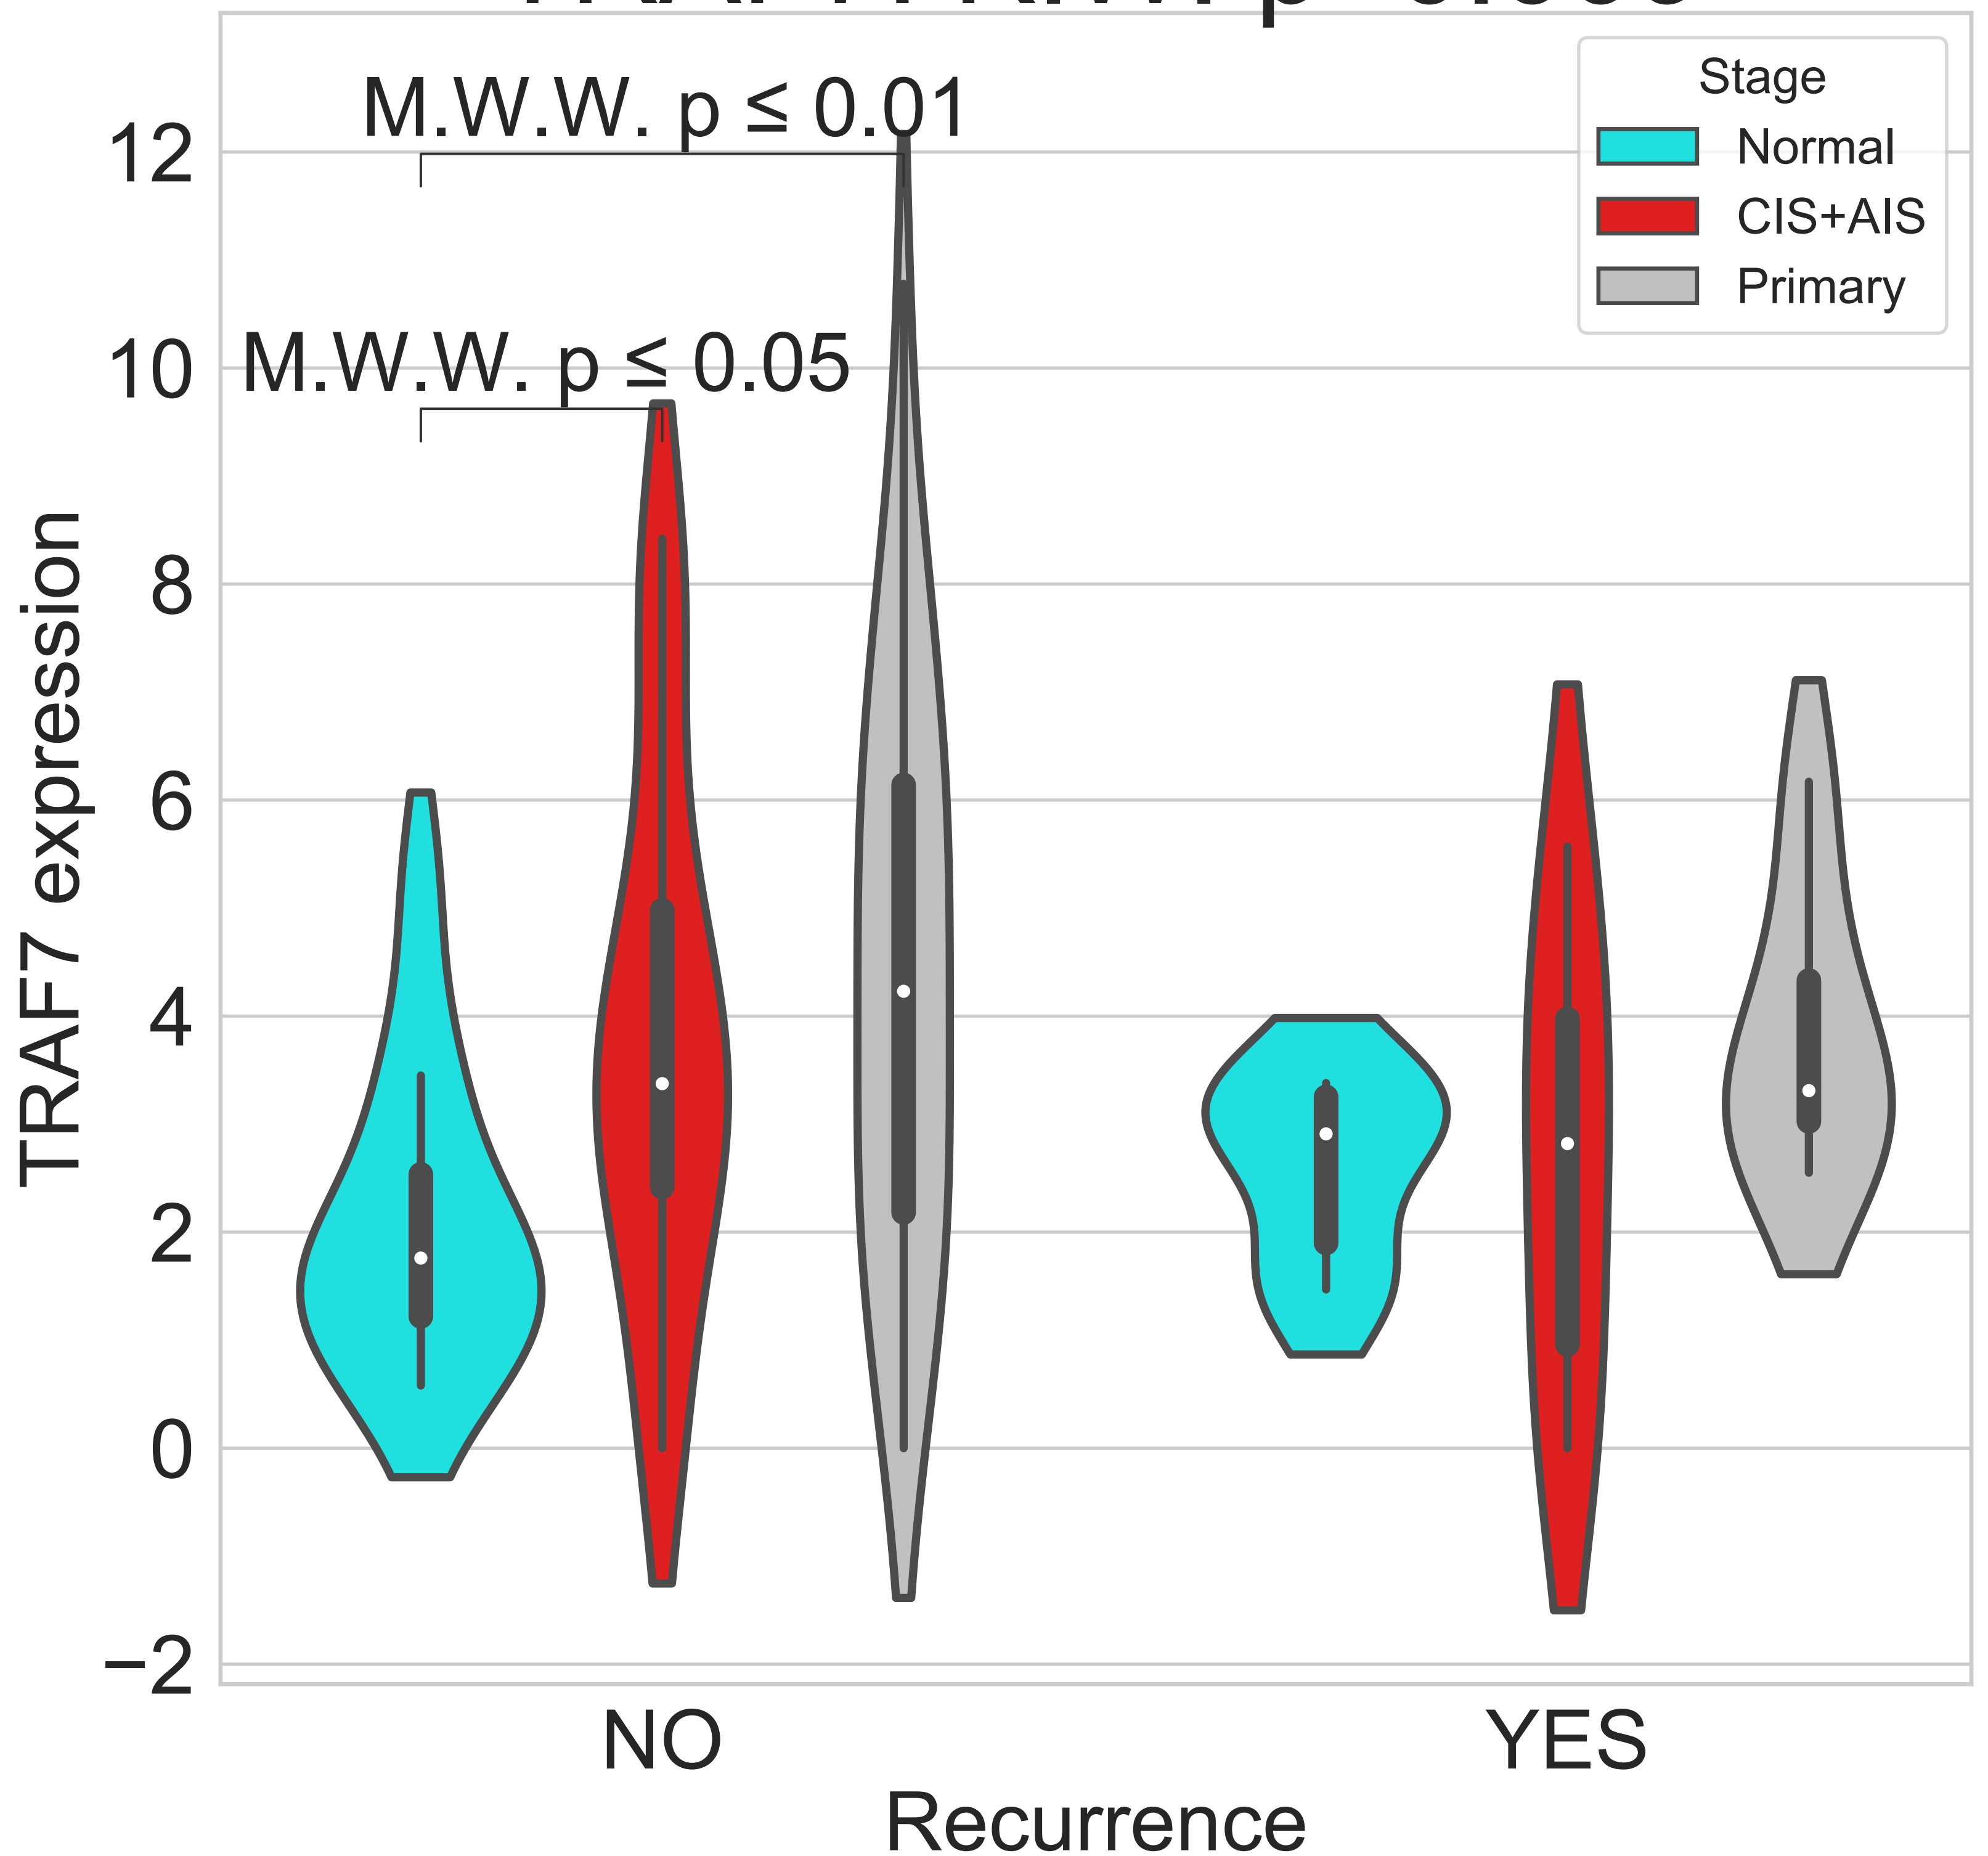 M.W.W. p ≤ 0.01
M.W.W. p ≤ 0.05
Stage
Normal
CIS+AIS
Primary
12
10
8
6
4
2
0
−2
TRAF7 expression
NO
YES
Recurrence